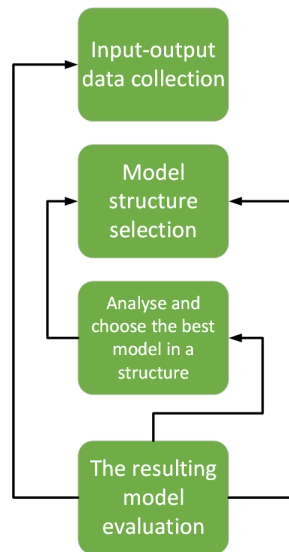 Input-output
data collection
Model
structure
selection
Analyse and
choose the best
model in a
structure
The resulting
model
evaluation